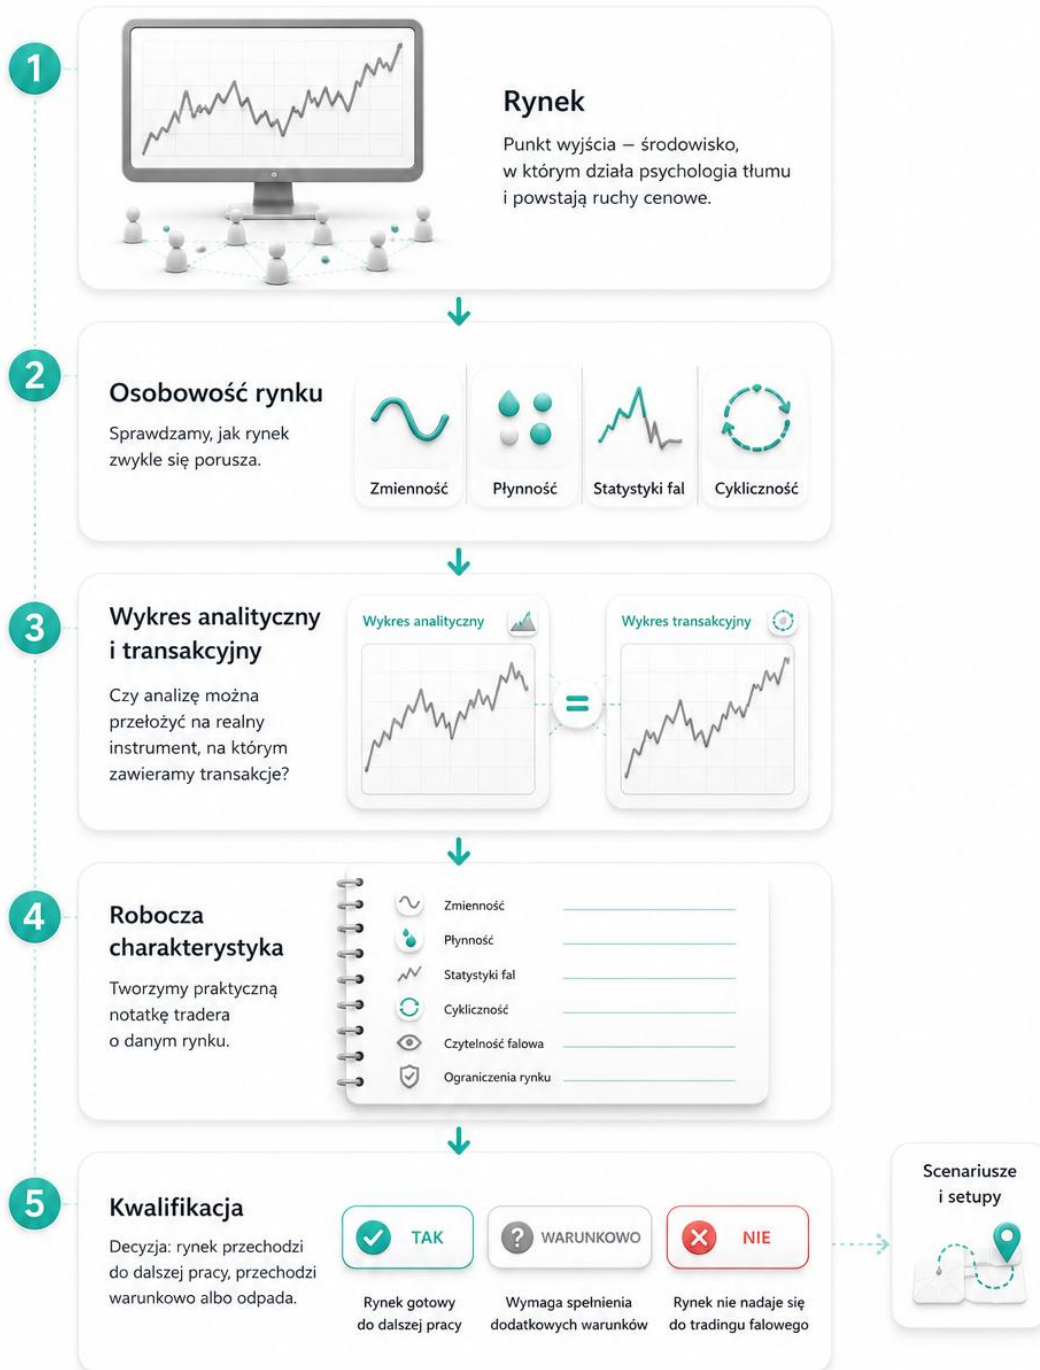 1
Rynek
Punkt wyjścia – środowisko,
w którym działa psychologia tłumu
i powstają ruchy cenowe.
2
Osobowość rynku
Sprawdzamy, jak rynek
zwykle się porusza.
Zmienność
Płynność
Statystyki fal
Cykliczność
3
Wykres analityczny
i transakcyjny
Czy analizę można
przełożyć na realny
instrument, na którym
zawieramy transakcje?
Wykres analityczny
=
Wykres transakcyjny
4
Robocza
charakterystyka
Tworzymy praktyczną
notatkę tradera
o danym rynku.
Zmienność
Płynność
Statystyki fal
Cykliczność
Czytelność falowa
Ograniczenia rynku
5
Kwalifikacja
Decyzja: rynek przechodzi
do dalszej pracy, przechodzi
warunkowo albo odpada.
TAK
Rynek gotowy
do dalszej pracy
? WARUNKOWO
Wymaga spełnienia
dodatkowych warunków
NIE
Rynek nie nadaje się
do tradingu falowego
Scenariusze
i setupy